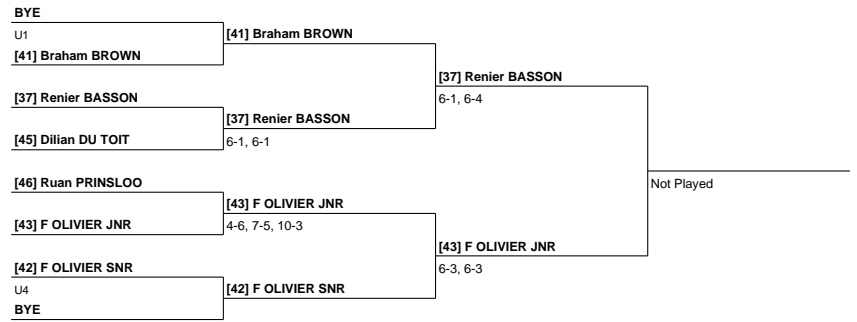 BYE
U1
[41] Braham BROWN
[41] Braham BROWN
[37] Renier BASSON
6-1, 6-4
[37] Renier BASSON
[37] Renier BASSON
6-1, 6-1
[45] Dilian DU TOIT
Not Played
[46] Ruan PRINSLOO
[43] F OLIVIER JNR
4-6, 7-5, 10-3
[43] F OLIVIER JNR
[43] F OLIVIER JNR
6-3, 6-3
[42] F OLIVIER SNR
U4
[42] F OLIVIER SNR
BYE